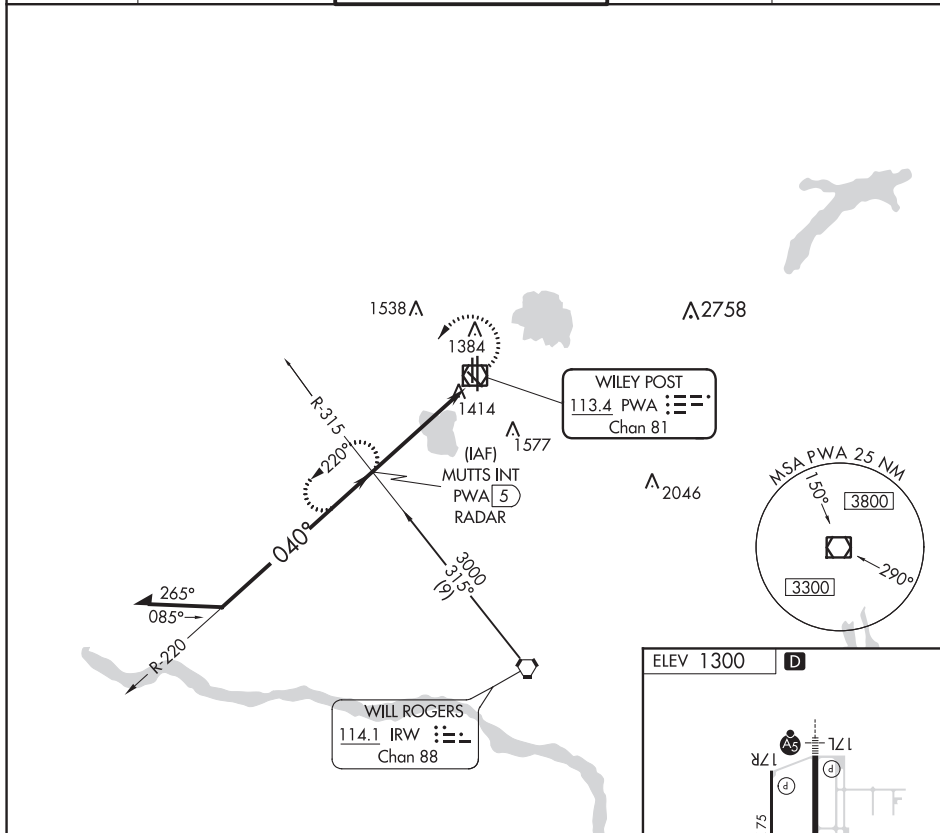 1538
2758
1384
WILEY POST
113.4 PWA
Chan 81
1414
1577
R-315
220°
(IAF)
MUTTS INT
PWA 5
RADAR
2046
MSA PWA 25 NM
150°
3800
290°
3300
040°
3000
315°
(9)
265°
085°
R-220
WILL ROGERS
114.1 IRW
Chan 88
ELEV 1300 D
A5
17L
17R
P
P
75